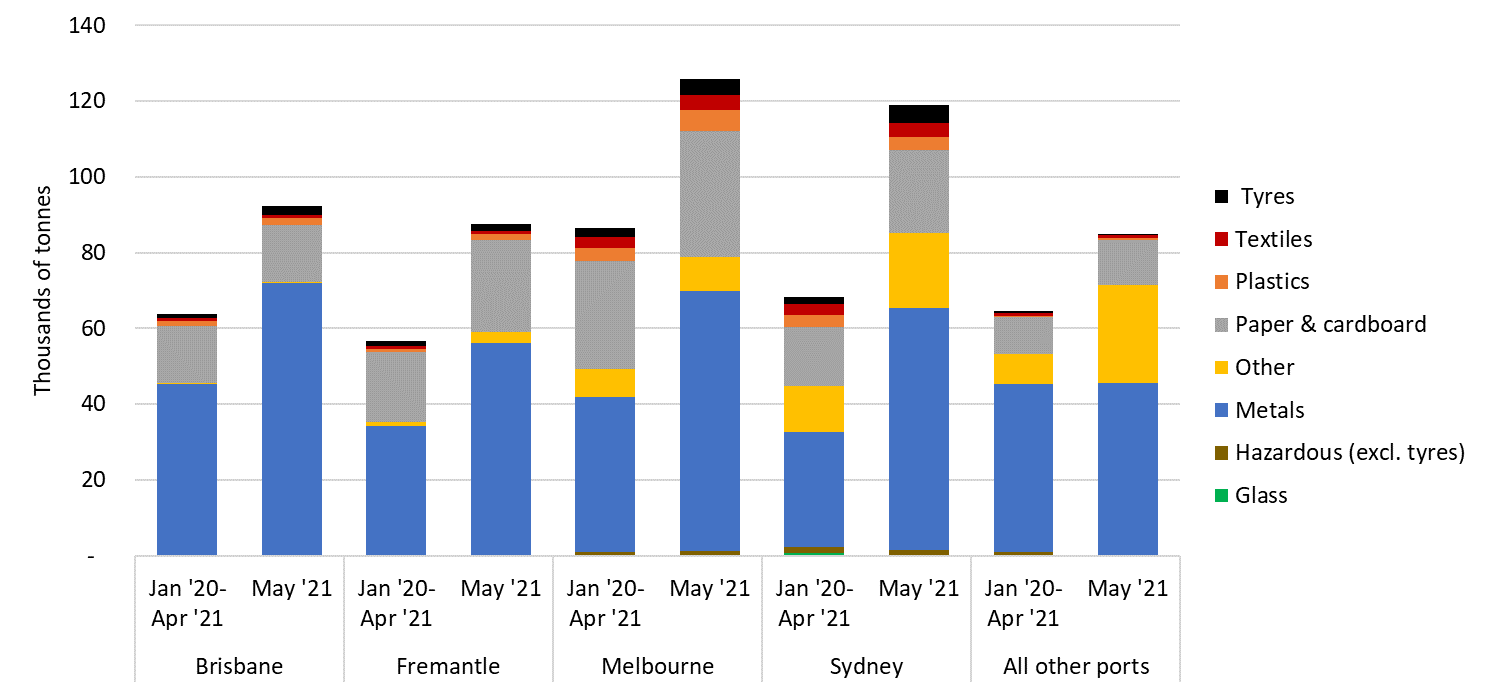 140
120
100
80
60
40
20
-
Thousands of tonnes
Jan '20-
Apr '21
May '21
Jan '20-
Apr '21
May '21
Jan '20-
Apr '21
May '21
Jan '20-
Apr '21
May '21
Jan '20-
Apr '21
May '21
Brisbane
Fremantle
Melbourne
Sydney
All other ports
Tyres
Textiles
Plastics
Paper & cardboard
Other
Metals
Hazardous (excl. tyres)
Glass